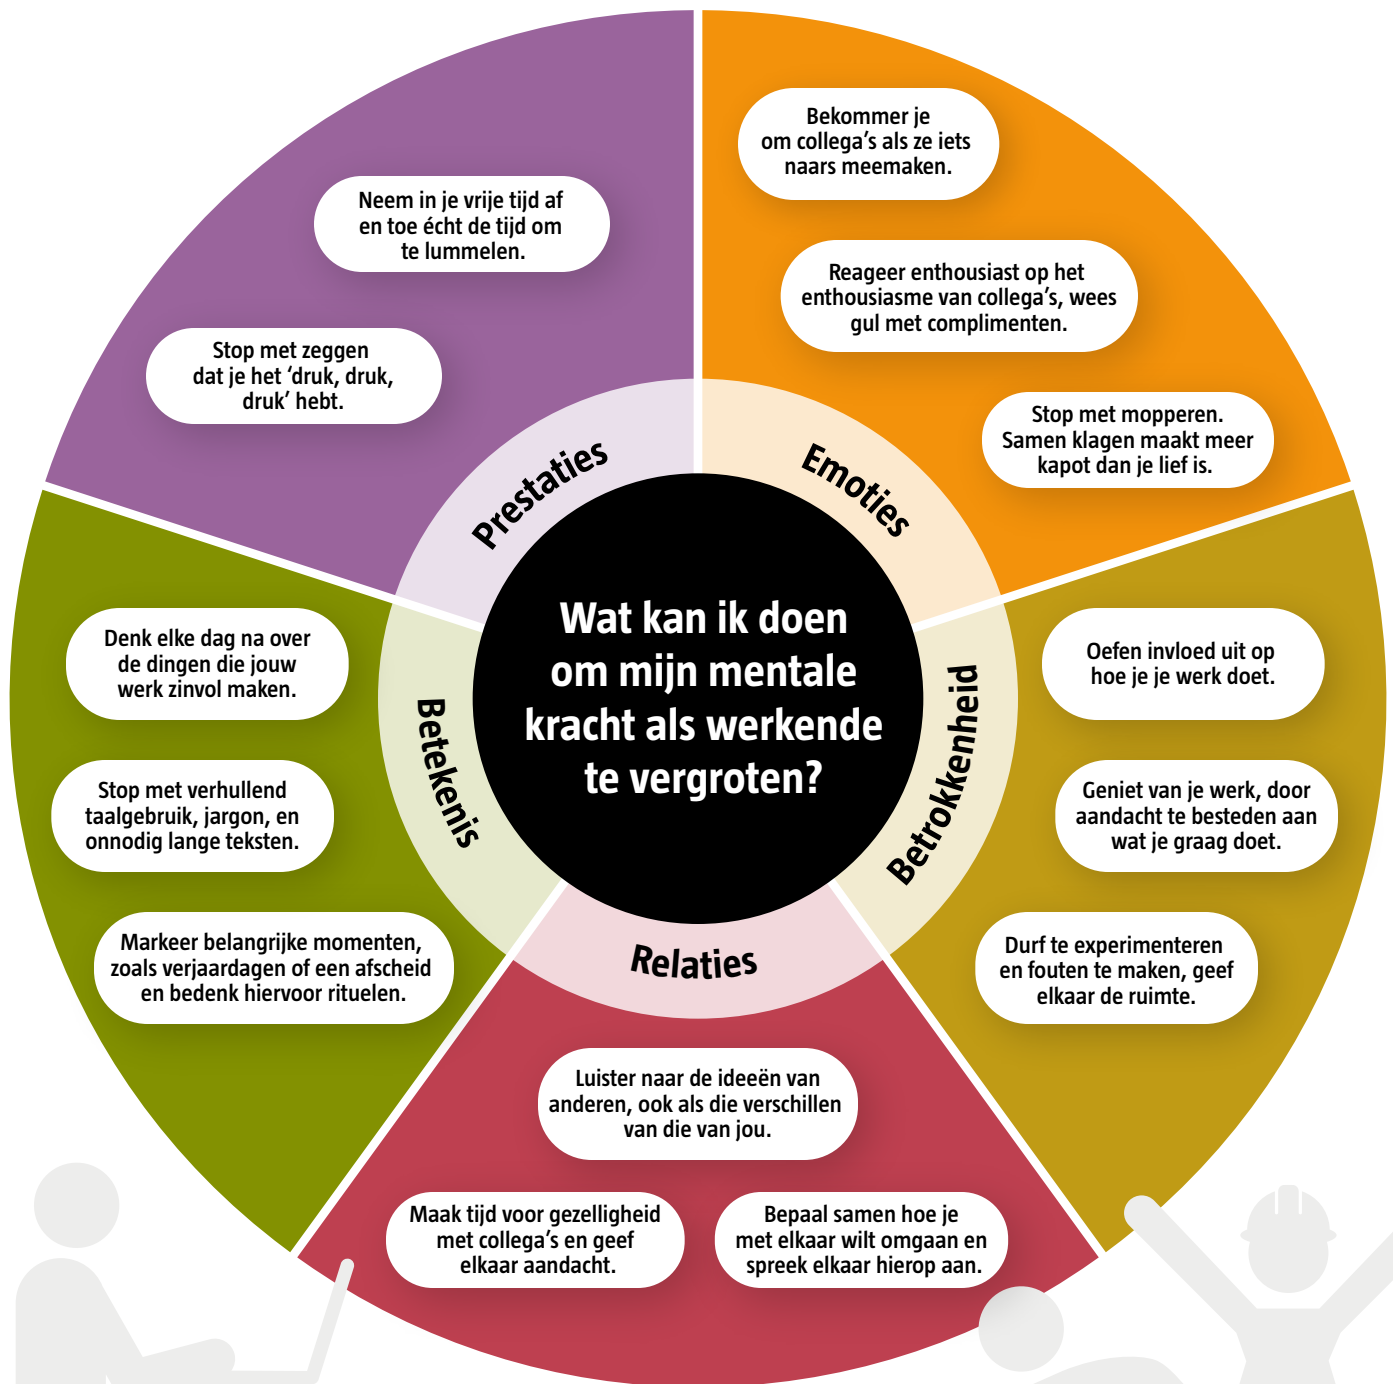 Wat kan ik doen
om mijn mentale
kracht als werkende
te vergroten?
Emoties
Bekommer je
om collega's als ze iets
naars meemaken.
Reageer enthousiast op het
enthousiasme van collega's, wees
gul met complimenten.
Stop met mopperen.
Samen klagen maakt meer
kapot dan je lief is.
Betrokkenheid
Oefen invloed uit op
hoe je je werk doet.
Geniet van je werk, door
aandacht te besteden aan
wat je graag doet.
Durf te experimenteren
en fouten te maken, geef
elkaar de ruimte.
Relaties
Luister naar de ideeën van
anderen, ook als die verschillen
van die van jou.
Maak tijd voor gezelligheid
met collega's en geef
elkaar aandacht.
Bepaal samen hoe je
met elkaar wilt omgaan en
spreek elkaar hierop aan.
Betekenis
Denk elke dag na over
de dingen die jouw
werk zinvol maken.
Stop met verhullend
taalgebruik, jargon, en
onnodig lange teksten.
Markeer belangrijke momenten,
zoals verjaardagen of een afscheid
en bedenk hiervoor rituelen.
Prestaties
Neem in je vrije tijd af
en toe écht de tijd om
te lummelen.
Stop met zeggen
dat je het 'druk, druk,
druk' hebt.